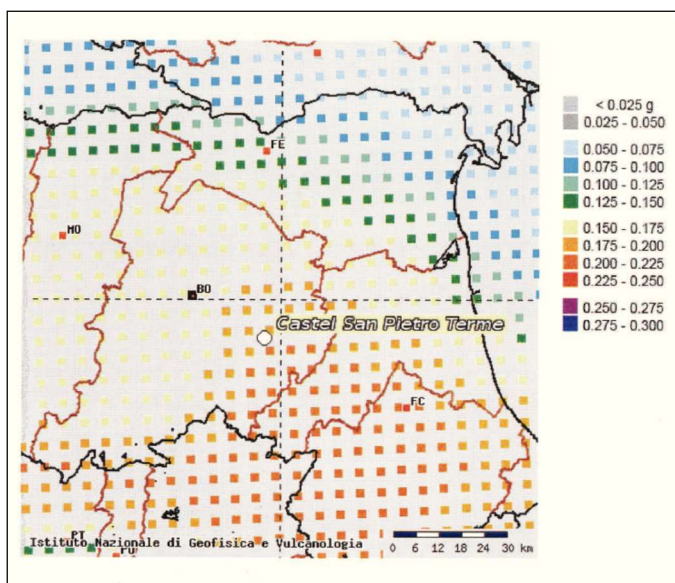 FE
MO
BO
Castel San Pietro Terme
FC
PT
Istituto Nazionale di Geofisica e Vulcanologia
0 6 12 18 24 30 km
< 0.025 g
0.025 - 0.050
0.050 - 0.075
0.075 - 0.100
0.100 - 0.125
0.125 - 0.150
0.150 - 0.175
0.175 - 0.200
0.200 - 0.225
0.225 - 0.250
0.250 - 0.275
0.275 - 0.300